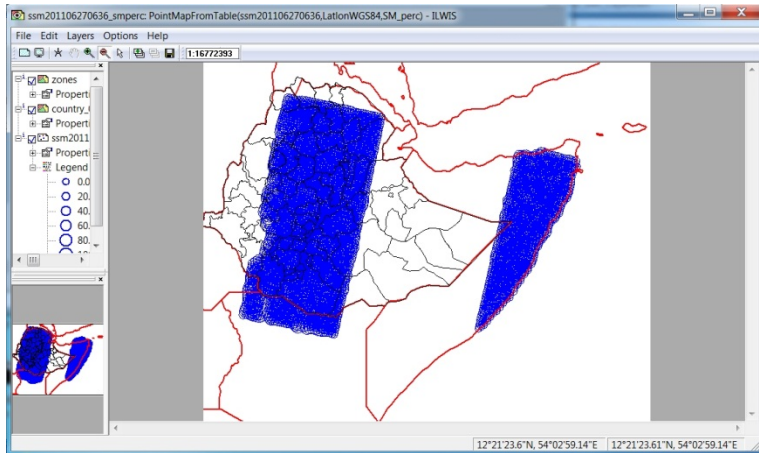 ssm201106270636_smperc: PointMapFromTable(ssm201106270636,LatlonWGS84,SM_perc) - ILWIS
File Edit Layers Options Help
1:16772393
zones
Properti
country_
Properti
ssm2011
Properti
Legend
0.0
20.
40.
60.
80.
12°21'23.6"N, 54°02'59.14"E 12°21'23.61"N, 54°02'59.14"E